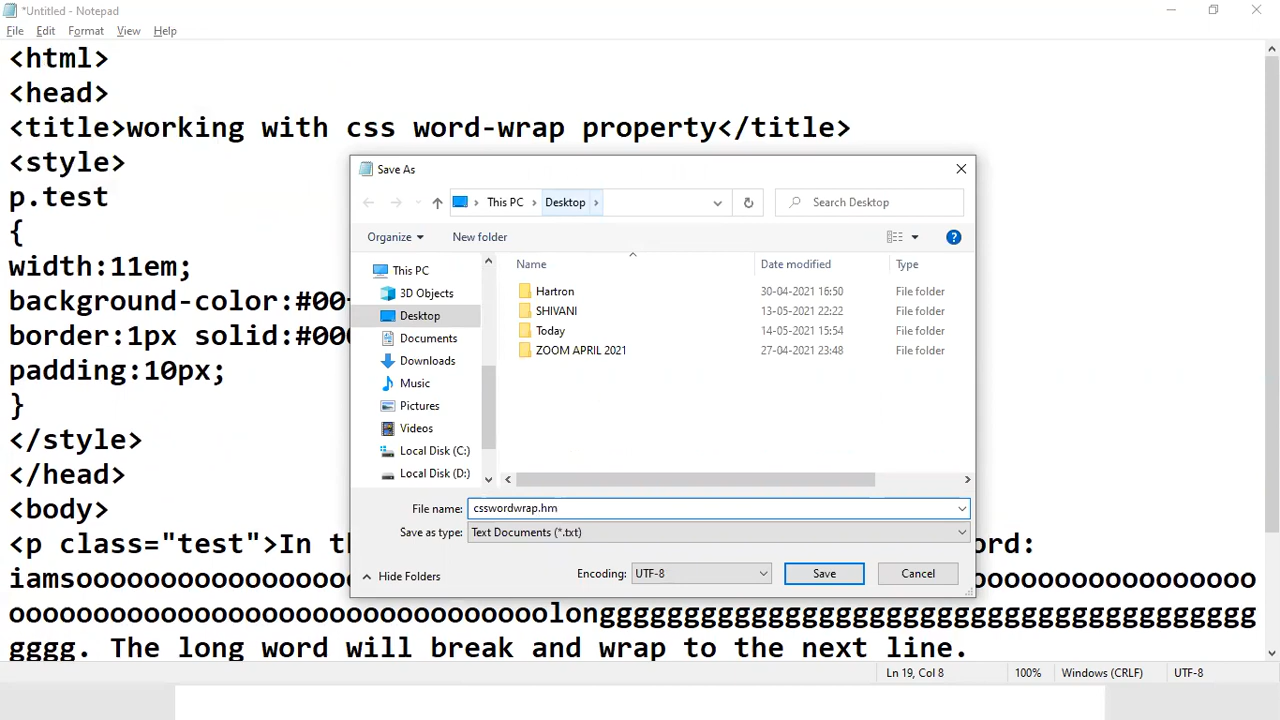 *Untitled - Notepad
File Edit Format View Help
<html>
<head>
<title>working with css word-wrap property</title>
<style>
p.test
{
width:11em;
background-color:#00
border:1px solid:#00
padding:10px;
}
</style>
</head>
<body>
<p class="test">In th ord:
gggg. The long word will break and wrap to the next line.
Save As
This PC Desktop
Search Desktop
Organize New folder
Name Date modified Type
This PC
3D Objects
Desktop
Documents
Downloads
Music
Pictures
Videos
Local Disk (C:)
Local Disk (D:)
Hartron 30-04-2021 16:50 File folder
SHIVANI 13-05-2021 22:22 File folder
Today 14-05-2021 15:54 File folder
ZOOM APRIL 2021 27-04-2021 23:48 File folder
File name: csswordwrap.hm
Save as type: Text Documents (*.txt)
Hide Folders
Encoding: UTF-8 Save Cancel
Ln 19, Col 8 100% Windows (CRLF) UTF-8